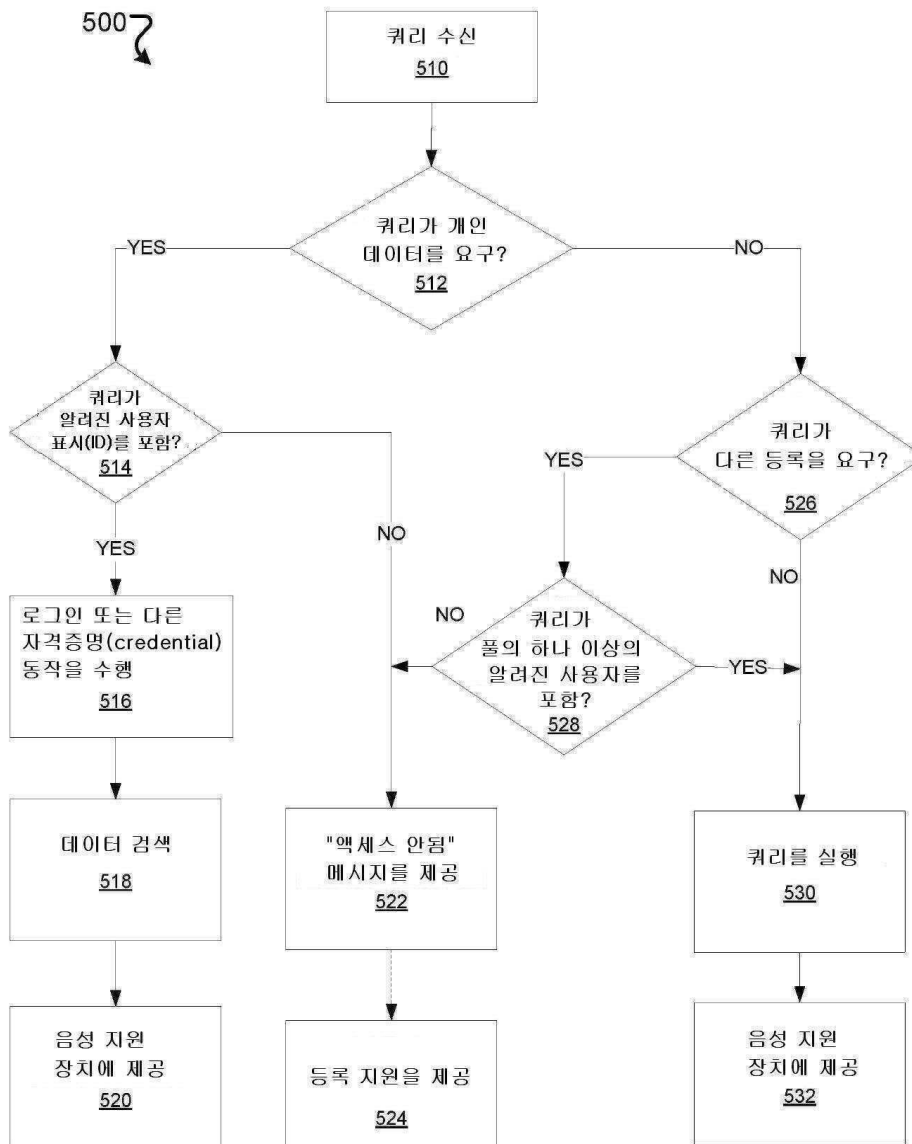 500
쿼리 수신
510
쿼리가 개인
데이터를 요구?
512
YES
NO
쿼리가
알려진 사용자
표시(ID)를 포함?
514
쿼리가
다른 등록을 요구?
526
YES
NO
YES
NO
로그인 또는 다른
자격증명(credential)
동작을 수행
516
NO
쿼리가
풀의 하나 이상의
알려진 사용자를
포함?
528
YES
데이터 검색
518
"액세스 안됨"
메시지를 제공
522
쿼리를 실행
530
음성 지원
장치에 제공
520
등록 지원을 제공
524
음성 지원
장치에 제공
532